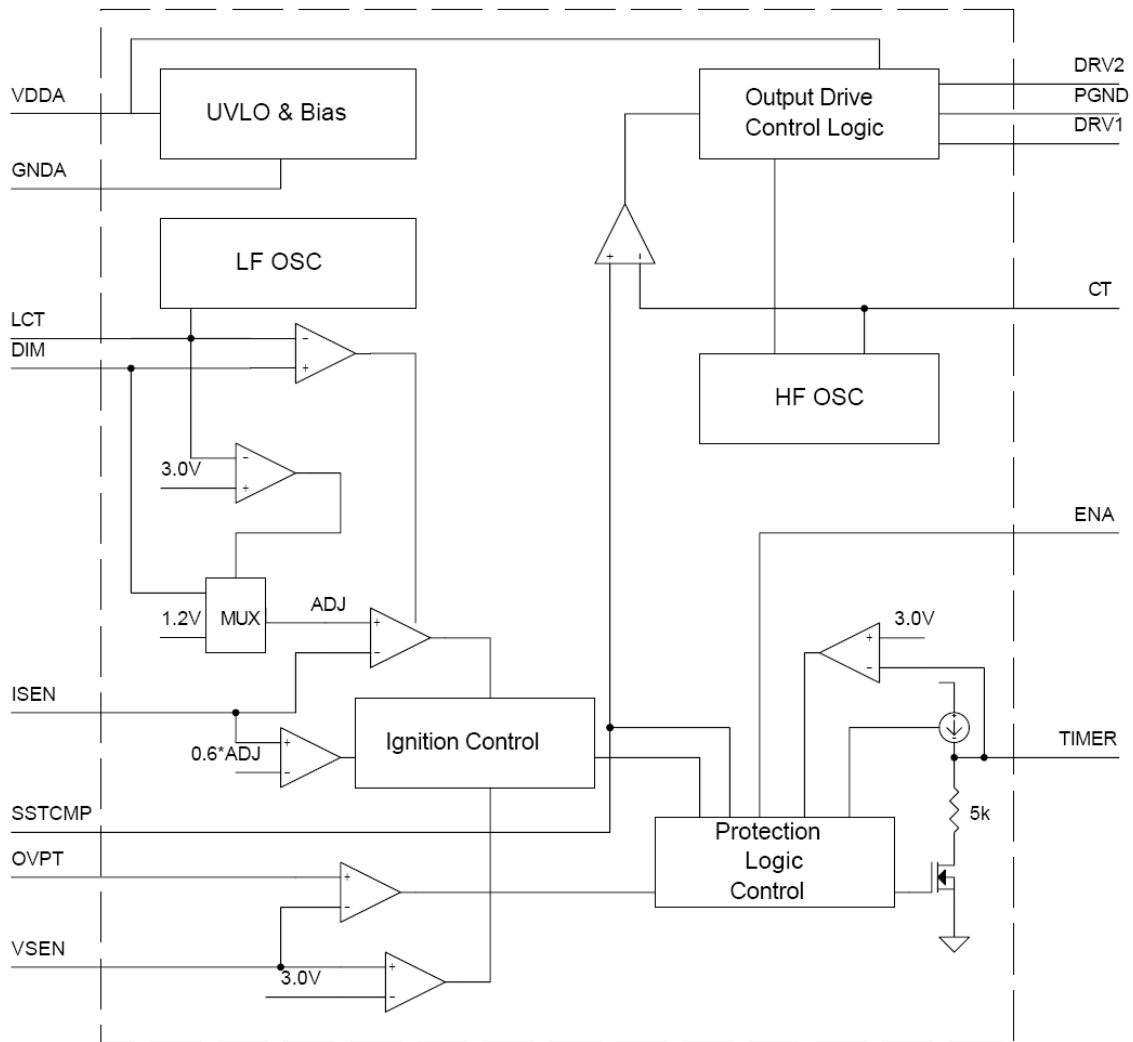 VDDA
GNDA
UVLO & Bias
Output Drive
Control Logic
DRV2
PGND
DRV1
LF OSC
+
-
CT
LCT
DIM
-
+
HF OSC
3.0V
-
+
ENA
1.2V
MUX
ADJ
+
-
3.0V
+
-
ISEN
0.6*ADJ
+
-
Ignition Control
+
-
TIMER
5k
SSTCMP
Protection
Logic
Control
OVPT
+
-
VSEN
3.0V
+
-